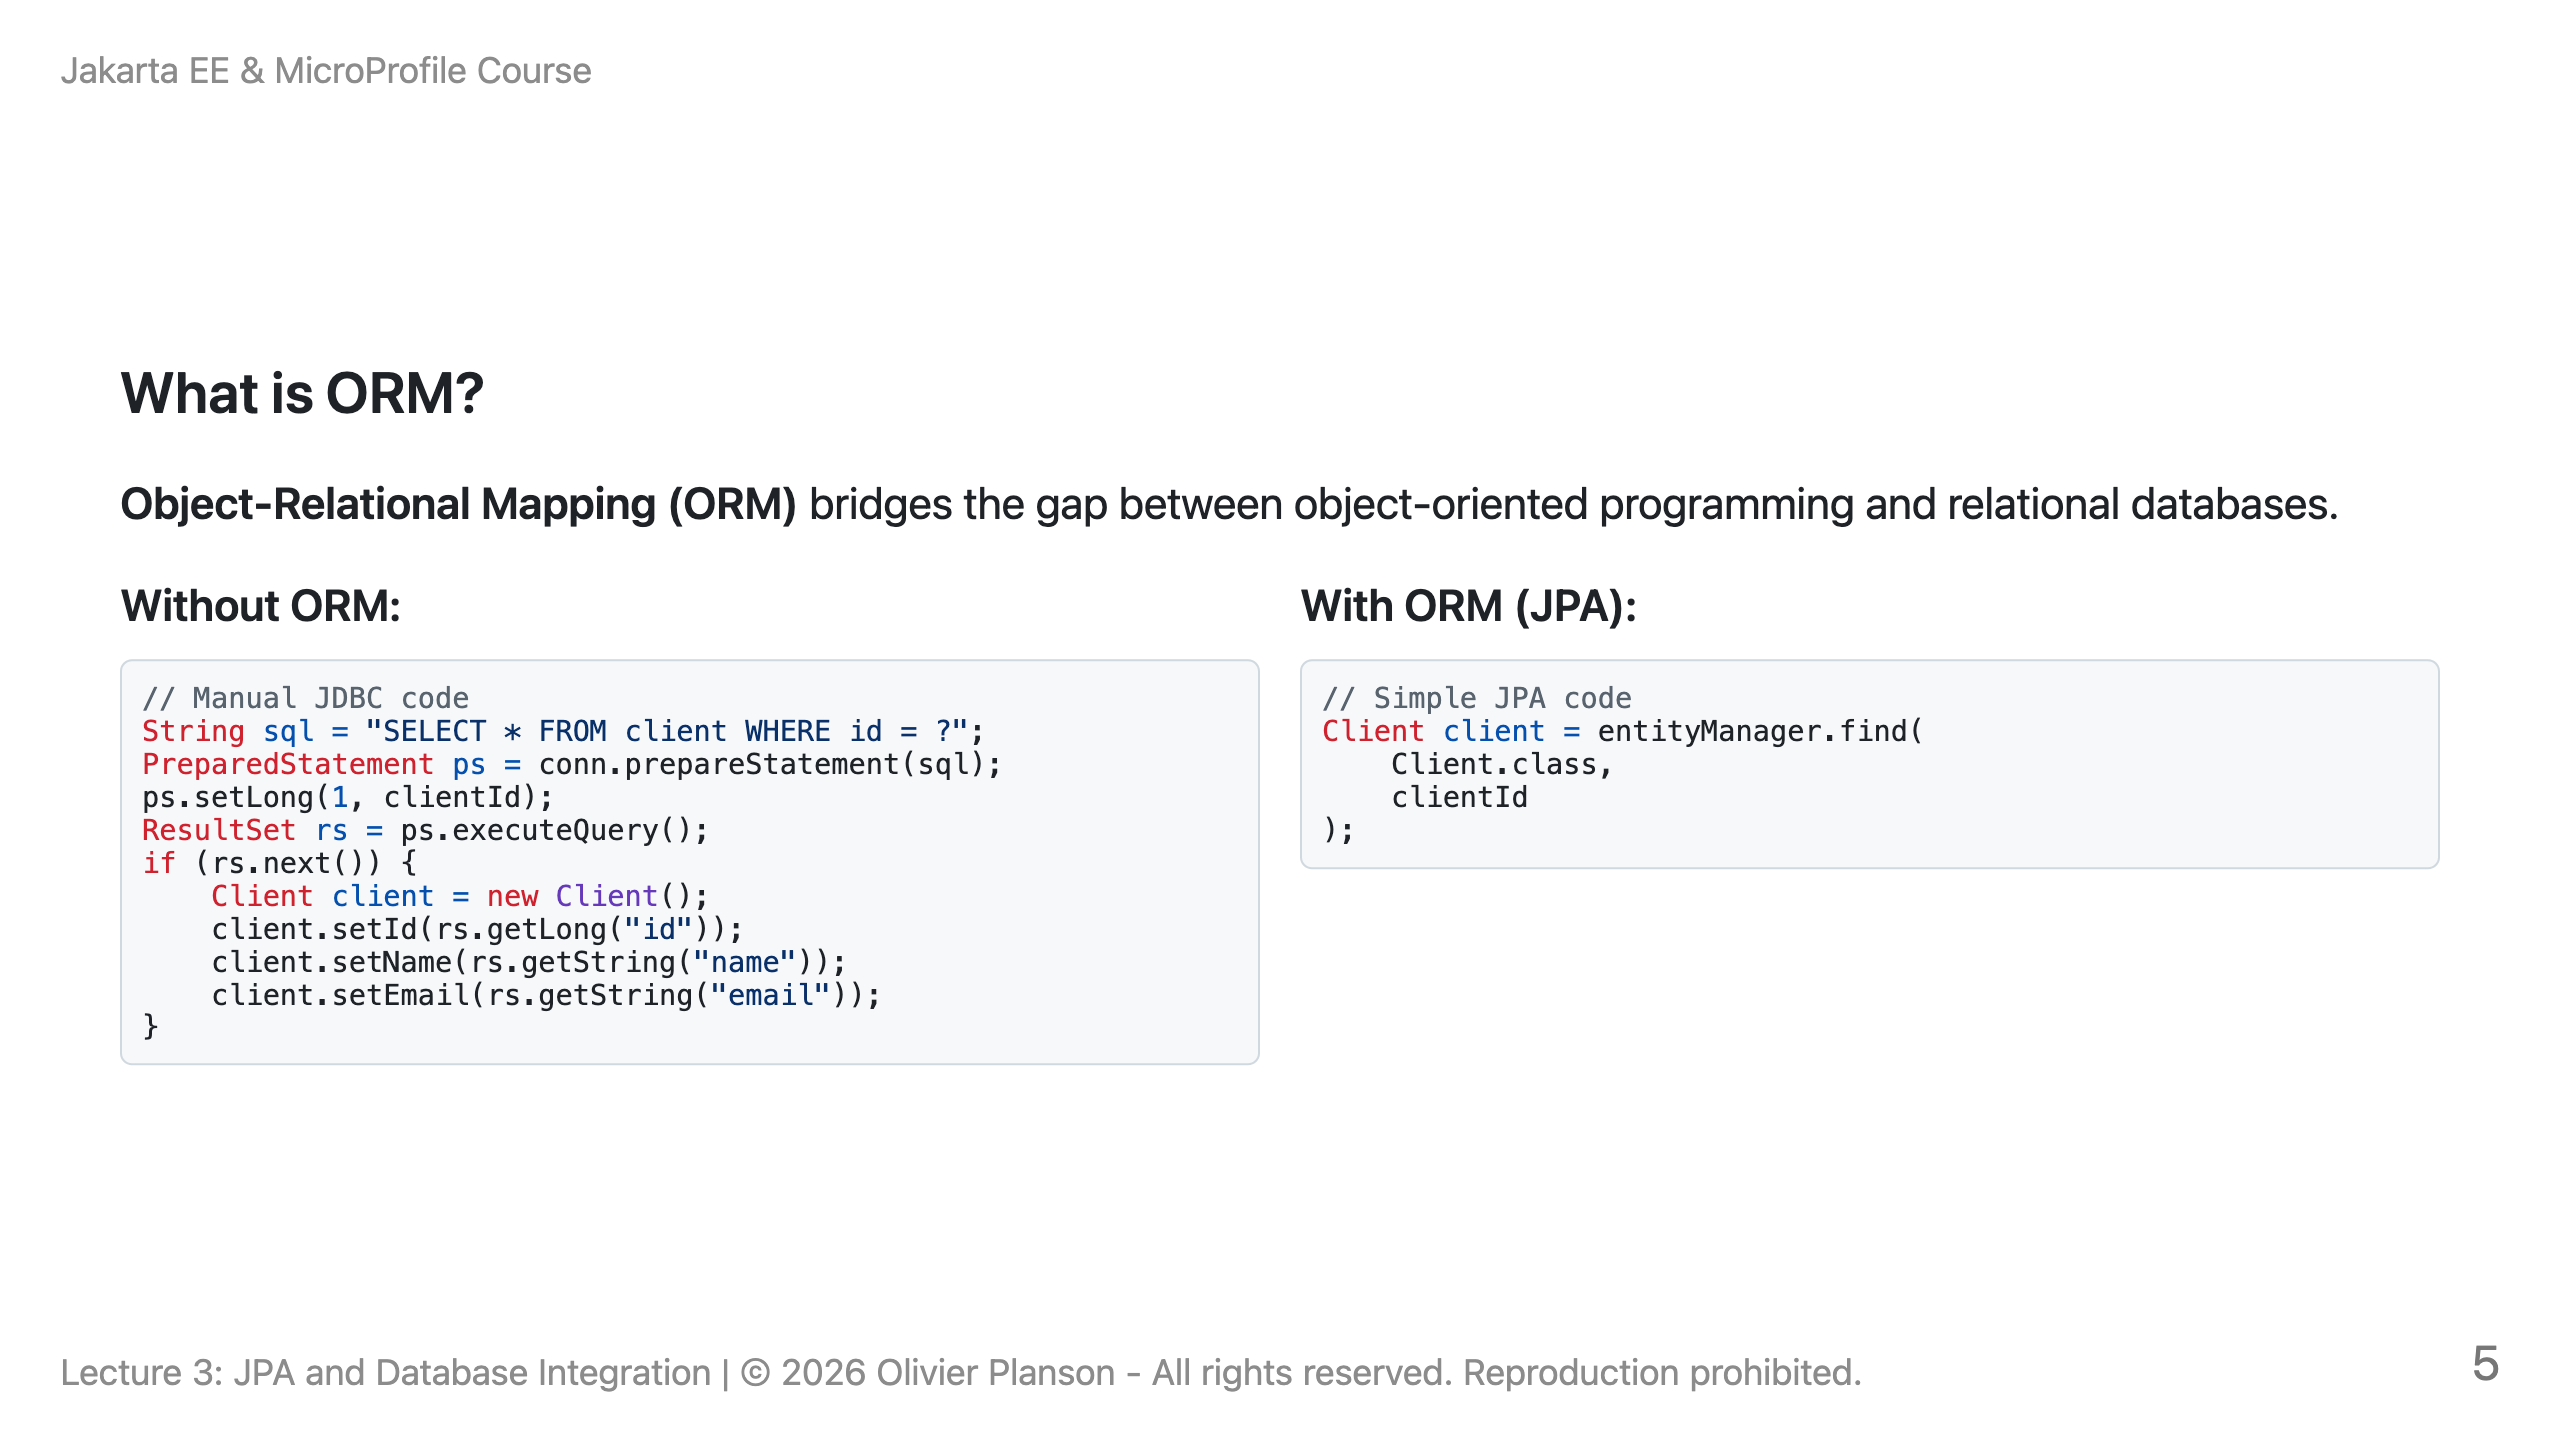 Jakarta EE & MicroProfile Course
What is ORM?
Object-Relational Mapping (ORM) bridges the gap between object-oriented programming and relational databases.
Without ORM:
// Manual JDBC code
String sql = "SELECT * FROM client WHERE id = ?";
PreparedStatement ps = conn.prepareStatement(sql);
ps.setLong(1, clientId);
ResultSet rs = ps.executeQuery();
if (rs.next()) {
    Client client = new Client();
    client.setId(rs.getLong("id"));
    client.setName(rs.getString("name"));
    client.setEmail(rs.getString("email"));
}
With ORM (JPA):
// Simple JPA code
Client client = entityManager.find(
    Client.class,
    clientId
);
Lecture 3: JPA and Database Integration | © 2026 Olivier Planson - All rights reserved. Reproduction prohibited.
5